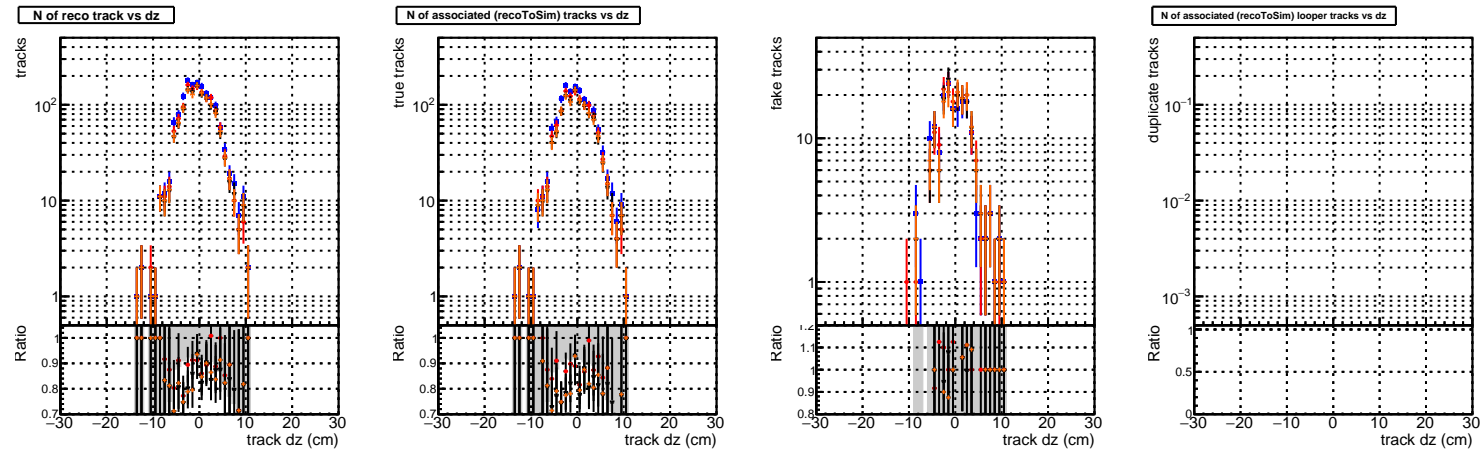 N of reco track vs dz
tracks
10²
10
1
Ratio
1
0.9
0.8
0.7
−30 −20 −10 0 10 20 30
track dz (cm)
N of associated (recoToSim) tracks vs dz
true tracks
10²
10
1
Ratio
1
0.9
0.8
0.7
−30 −20 −10 0 10 20 30
track dz (cm)
fake tracks
10
1
Ratio
1.2
1.1
1
0.9
0.8
−30 −20 −10 0 10 20 30
track dz (cm)
N of associated (recoToSim) looper tracks vs dz
duplicate tracks
10⁻¹
10⁻²
10⁻³
Ratio
1
0.5
0
−30 −20 −10 0 10 20 30
track dz (cm)